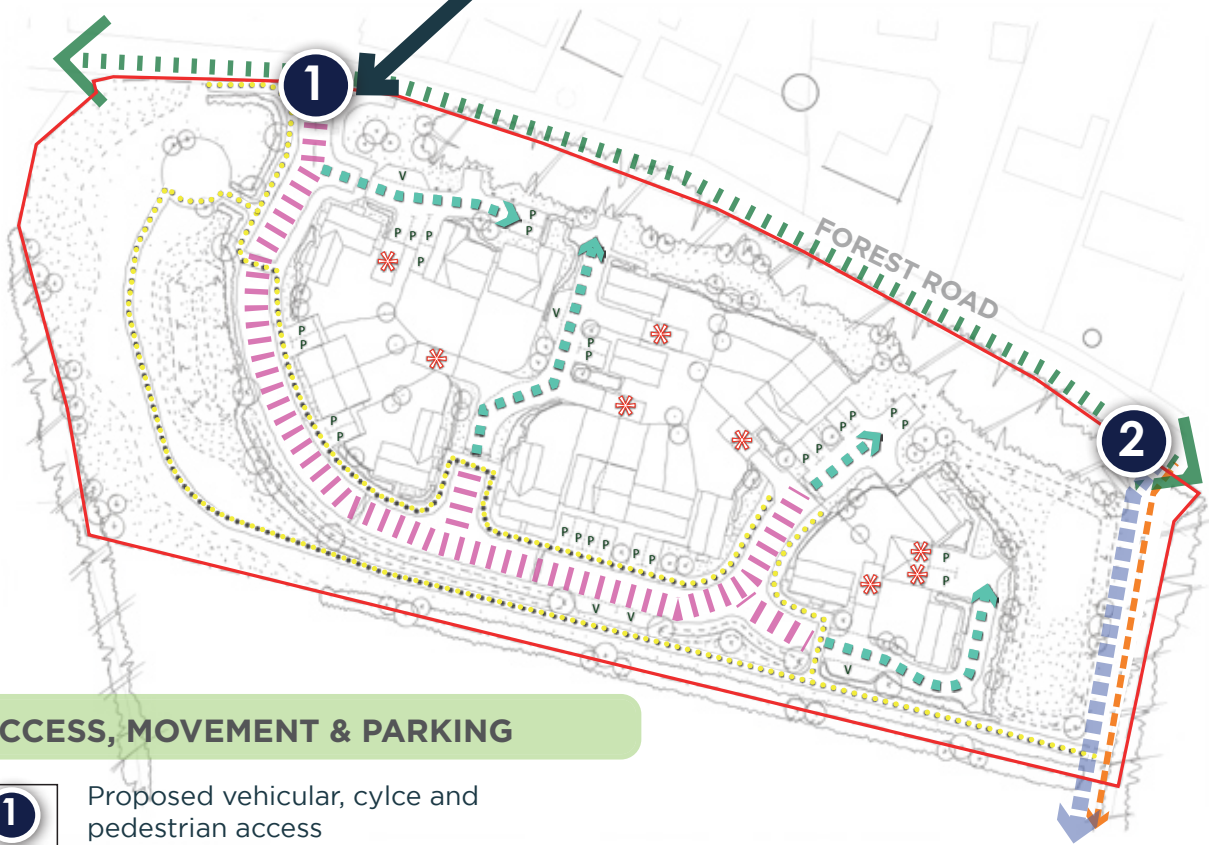 1
V
P
P
P P P
P
FOREST ROAD
V
P
P
P
P
P
P
P
P
P
P
P
P
2
P P P P P
P P
P
P
V
V
V
CCESS, MOVEMENT & PARKING
1
Proposed vehicular, cylce and
pedestrian access